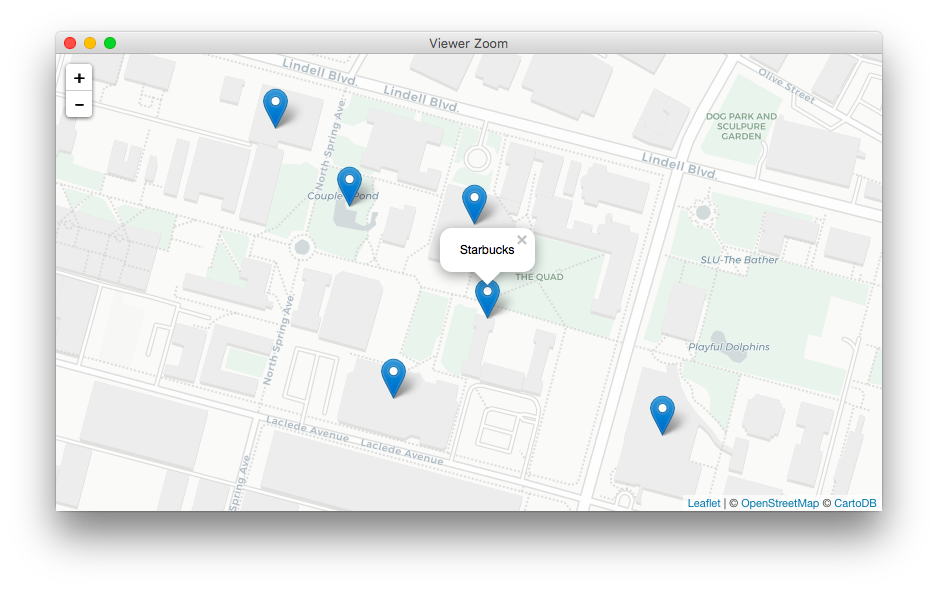 Viewer Zoom
+
−
Lindell Blvd.
Lindell Blvd.
Olive Street
DOG PARK AND
SCULPURE
GARDEN
North Spring Ave.
Lindell Blvd.
Couple Pond
Starbucks ×
SLU-The Bather
THE QUAD
North Spring Ave.
Playful Dolphins
Laclede Avenue
Laclede Avenue
Spring Ave
Leaflet | © OpenStreetMap © CartoDB